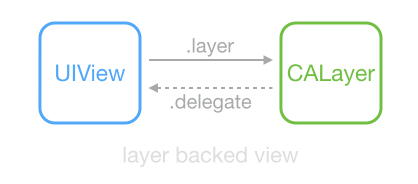 .layer
UIView
CALayer
.delegate
layer backed view